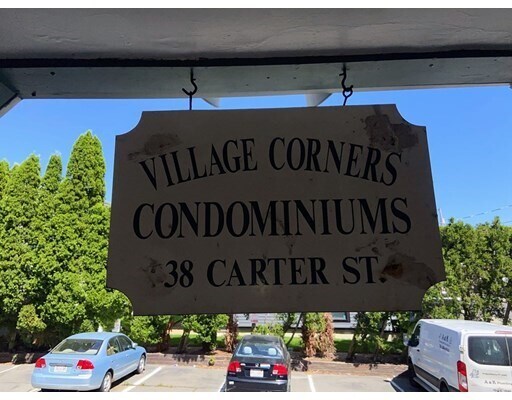 VILLAGE CORNERS
CONDOMINIUMS
38 CARTER ST.